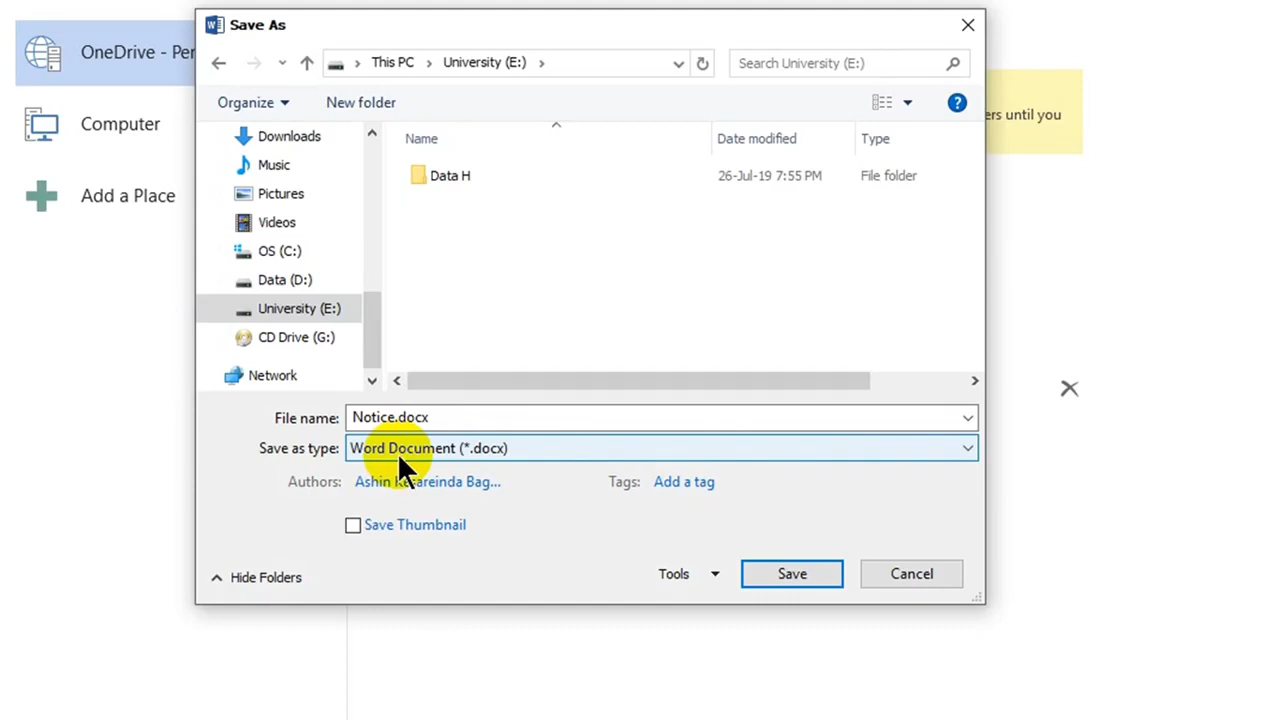 Save As
OneDrive - Per
This PC
University (E:)
Search University (E:)
Organize
New folder
ers until you
Computer
Add a Place
Downloads
Music
Pictures
Videos
OS (C:)
Data (D:)
University (E:)
CD Drive (G:)
Network
Name
Date modified
Type
Data H
26-Jul-19 7:55 PM
File folder
File name: Notice.docx
Save as type: Word Document (*.docx)
Authors: Ashin Bag...
Tags: Add a tag
Save Thumbnail
Hide Folders
Tools
Save
Cancel